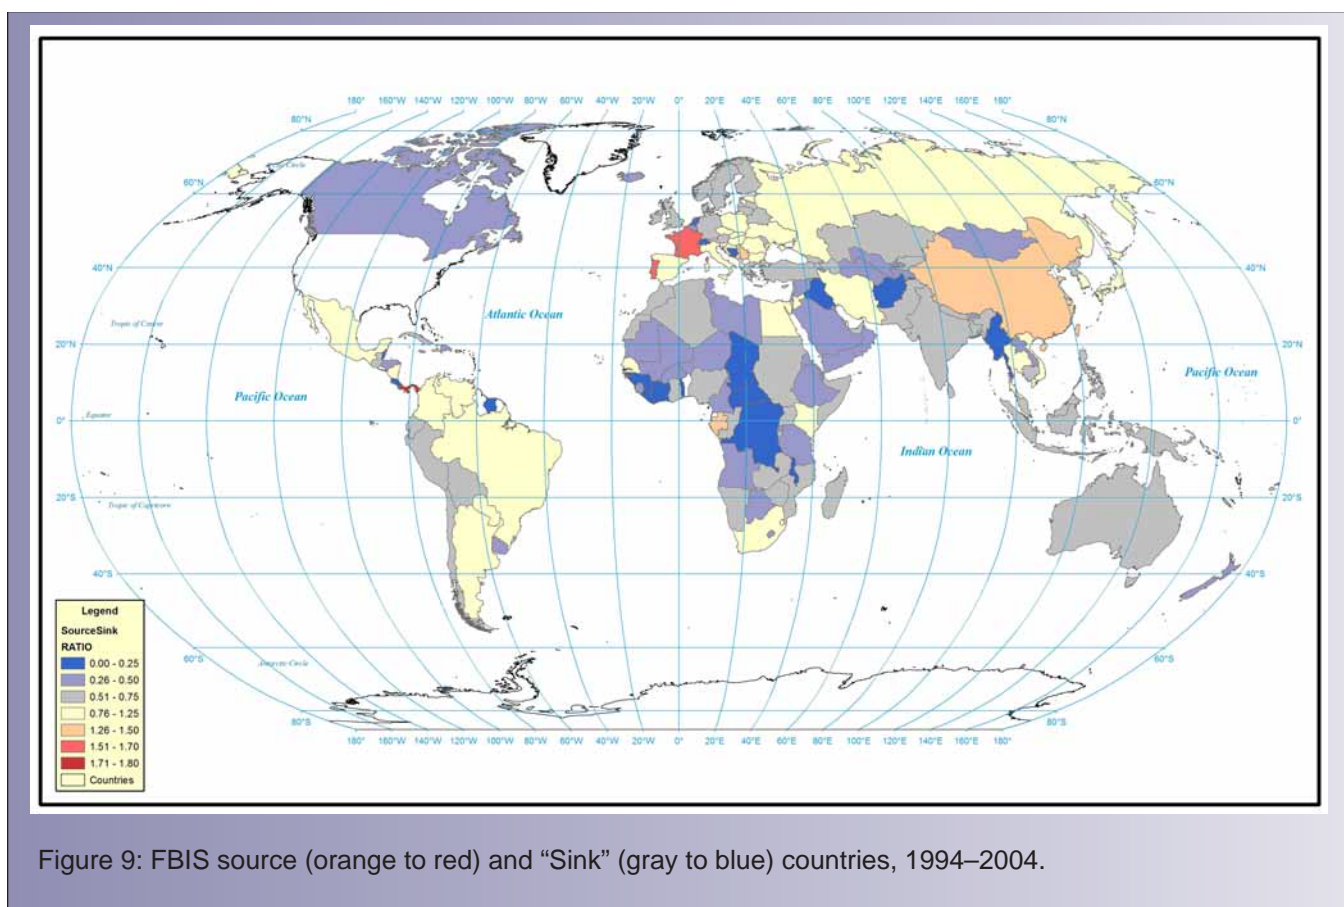 180° 160°W 140°W 120°W 100°W 80°W 60°W 40°W 20°W 0° 20°E 40°E 60°E 80°E 100°E 120°E 140°E 160°E 180°
80°N 80°N
Circle
60°N 60°N
40°N 40°N
Atlantic Ocean
Tropic of Cancer
20°N 20°N
Pacific Ocean Pacific Ocean
Equator 0° 0°
Indian Ocean
20°S 20°S
Tropic of Capricorn
40°S 40°S
Legend
SourceSink
RATIO
0.00 - 0.25
0.26 - 0.50
0.51 - 0.75
0.76 - 1.25
1.26 - 1.50
1.51 - 1.70
1.71 - 1.80
Countries
60°S Antarctic Circle 60°S
80°S 80°S
180° 160°W 140°W 120°W 100°W 80°W 60°W 40°W 20°W 0° 20°E 40°E 60°E 80°E 100°E 120°E 140°E 160°E 180°
Figure 9: FBIS source (orange to red) and “Sink” (gray to blue) countries, 1994–2004.